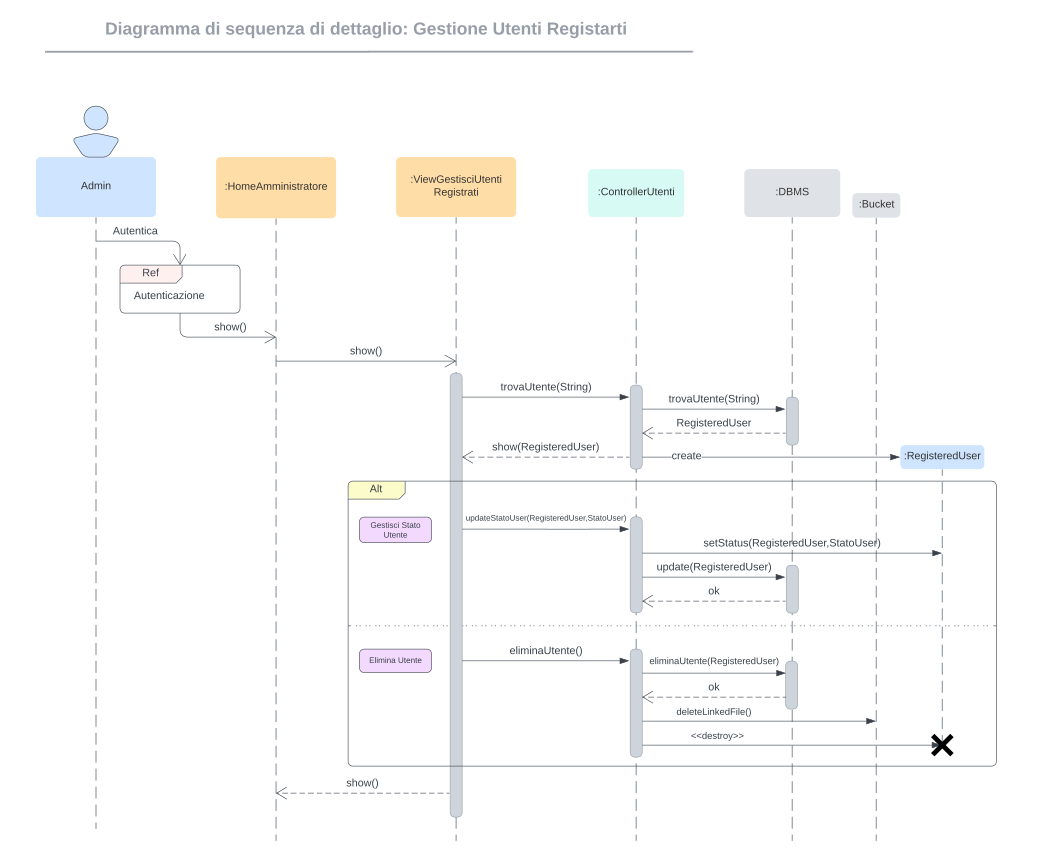 Diagramma di sequenza di dettaglio: Gestione Utenti Registarti
Admin
:HomeAmministratore
:ViewGestisciUtenti
Registrati
:ControllerUtenti
:DBMS
:Bucket
Autentica
Ref
Autenticazione
show()
show()
trovaUtente(String)
trovaUtente(String)
RegisteredUser
show(RegisteredUser)
create
:RegisteredUser
Alt
Gestisci Stato
Utente
updateStatoUser(RegisteredUser,StatoUser)
setStatus(RegisteredUser,StatoUser)
update(RegisteredUser)
ok
Elimina Utente
eliminaUtente()
eliminaUtente(RegisteredUser)
ok
deleteLinkedFile()
<<destroy>>
show()